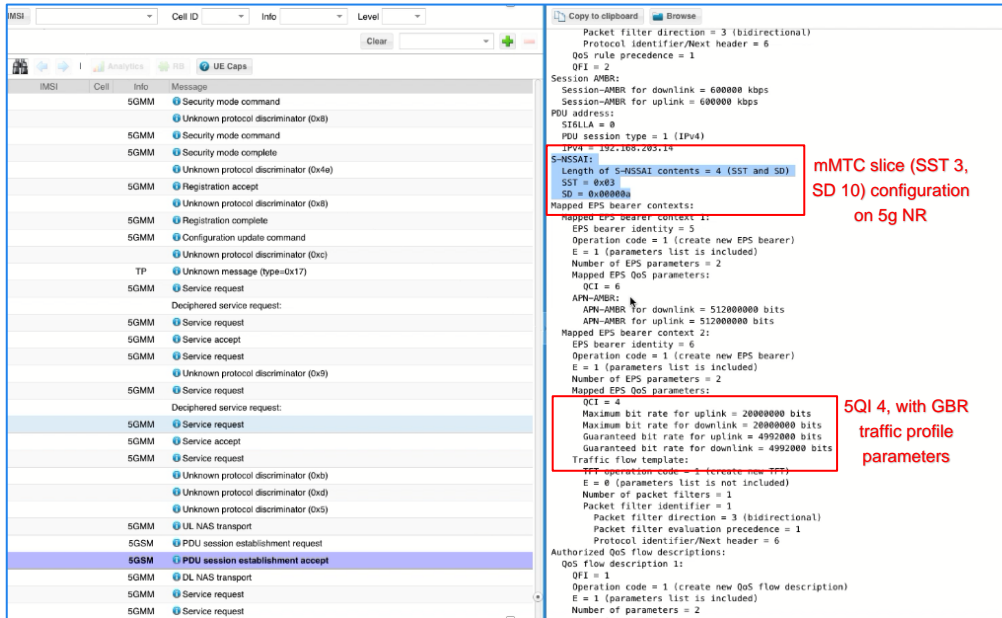 IMSI
Cell ID
Info
Level
Clear
Analytics
RB
UE Caps
IMSI Cell Info Message
5GMM Security mode command
Unknown protocol discriminator (0x8)
5GMM Security mode command
5GMM Security mode complete
Unknown protocol discriminator (0x4e)
5GMM Registration accept
Unknown protocol discriminator (0x8)
5GMM Registration complete
5GMM Configuration update command
Unknown protocol discriminator (0xc)
TP Unknown message (type=0x17)
5GMM Service request
Deciphered service request:
5GMM Service request
5GMM Service accept
5GMM Service request
Unknown protocol discriminator (0x9)
5GMM Service request
Deciphered service request:
5GMM Service request
5GMM Service accept
5GMM Service request
Unknown protocol discriminator (0xb)
Unknown protocol discriminator (0xd)
Unknown protocol discriminator (0x5)
5GMM UL NAS transport
5GSM PDU session establishment request
5GSM PDU session establishment accept
5GMM DL NAS transport
5GMM Service request
5GMM Service request
Copy to clipboard
Browse
Packet filter direction = 3 (bidirectional)
Protocol identifier/Next header = 6
QoS rule precedence = 1
QFI = 2
Session AMBR:
Session-AMBR for downlink = 600000 kbps
Session-AMBR for uplink = 600000 kbps
PDU address:
SI6LLA = 0
PDU session type = 1 (IPv4)
IPv4 = 192.168.203.14
S-NSSAI:
Length of S-NSSAI contents = 4 (SST and SD)
SST = 0x03
SD = 0x00000a
Mapped EPS bearer contexts:
Mapped EPS bearer context 1:
EPS bearer identity = 5
Operation code = 1 (create new EPS bearer)
E = 1 (parameters list is included)
Number of EPS parameters = 2
Mapped EPS QoS parameters:
QCI = 6
APN-AMBR:
APN-AMBR for downlink = 512000000 bits
APN-AMBR for uplink = 512000000 bits
Mapped EPS bearer context 2:
EPS bearer identity = 6
Operation code = 1 (create new EPS bearer)
E = 1 (parameters list is included)
Number of EPS parameters = 2
Mapped EPS QoS parameters:
QCI = 4
Maximum bit rate for uplink = 20000000 bits
Maximum bit rate for downlink = 20000000 bits
Guaranteed bit rate for uplink = 4992000 bits
Guaranteed bit rate for downlink = 4992000 bits
Traffic flow template:
TFT operation code = 1 (create new TFT)
E = 0 (parameters list is not included)
Number of packet filters = 1
Packet filter identifier = 1
Packet filter direction = 3 (bidirectional)
Packet filter evaluation precedence = 1
Protocol identifier/Next header = 6
Authorized QoS flow descriptions:
QoS flow description 1:
QFI = 1
Operation code = 1 (create new QoS flow description)
E = 1 (parameters list is included)
Number of parameters = 2
mMTC slice (SST 3,
SD 10) configuration
on 5g NR
5QI 4, with GBR
traffic profile
parameters